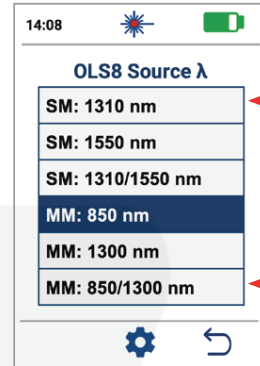 14:08
OLS8 Source λ
SM: 1310 nm
SM: 1550 nm
SM: 1310/1550 nm
MM: 850 nm
MM: 1300 nm
MM: 850/1300 nm